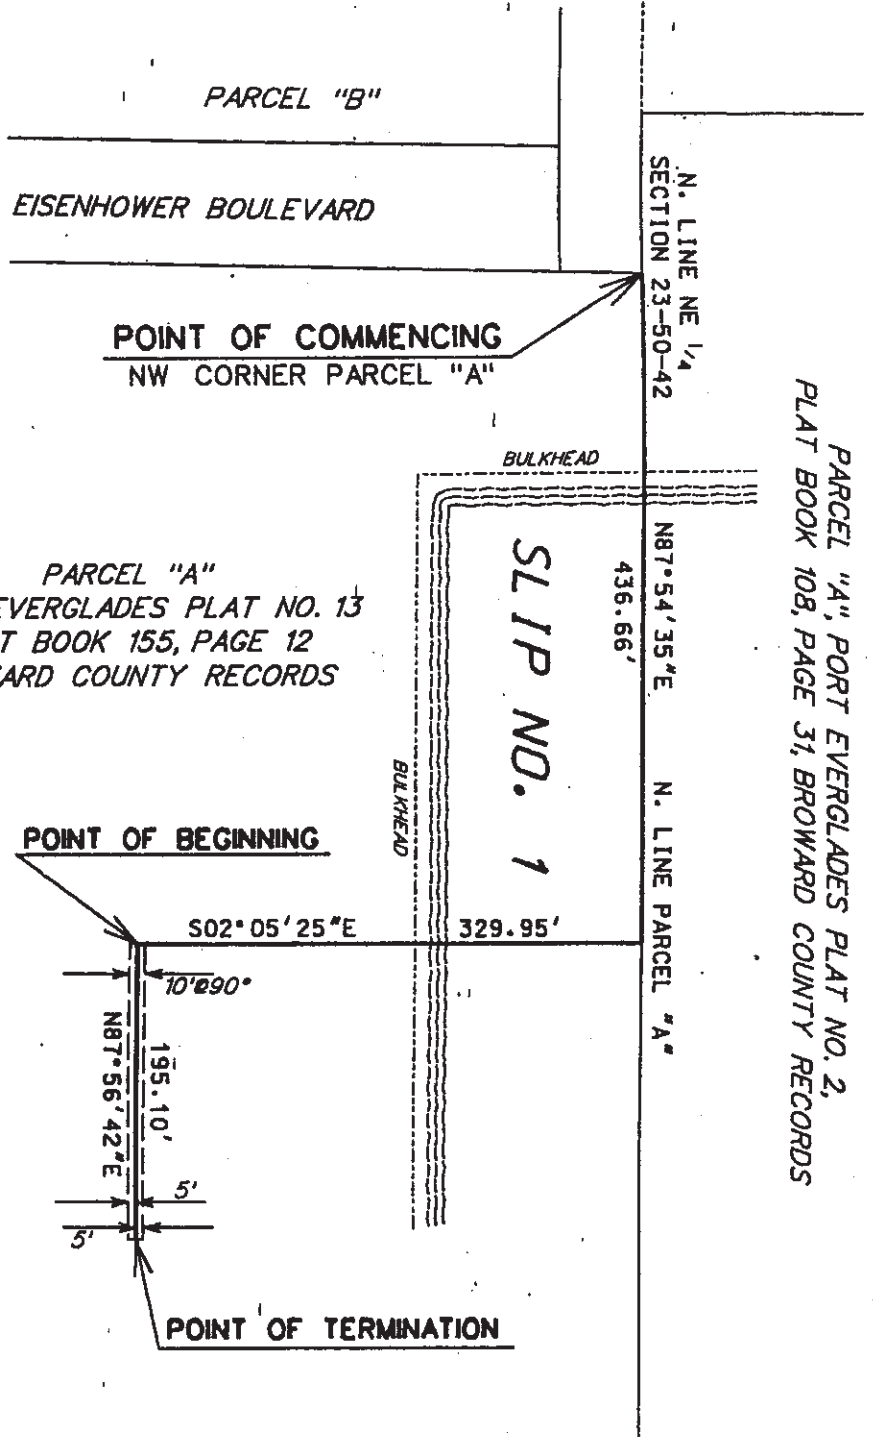 PARCEL "B"
EISENHOWER BOULEVARD
N. LINE NE 1/4
SECTION 23-50-42
POINT OF COMMENCING
NW CORNER PARCEL "A"
PARCEL "A", PORT EVERGLADES PLAT NO. 2,
PLAT BOOK 108, PAGE 31, BROWARD COUNTY RECORDS
BULKHEAD
N87°54'35"E
436.66'
SLIP NO. 1
PARCEL "A"
EVERGLADES PLAT NO. 13
T BOOK 155, PAGE 12
ARD COUNTY RECORDS
BULKHEAD
N. LINE PARCEL "A"
POINT OF BEGINNING
S02°05'25"E
329.95'
10'@90°
195.10'
N87°56'42"E
5'
5'
POINT OF TERMINATION